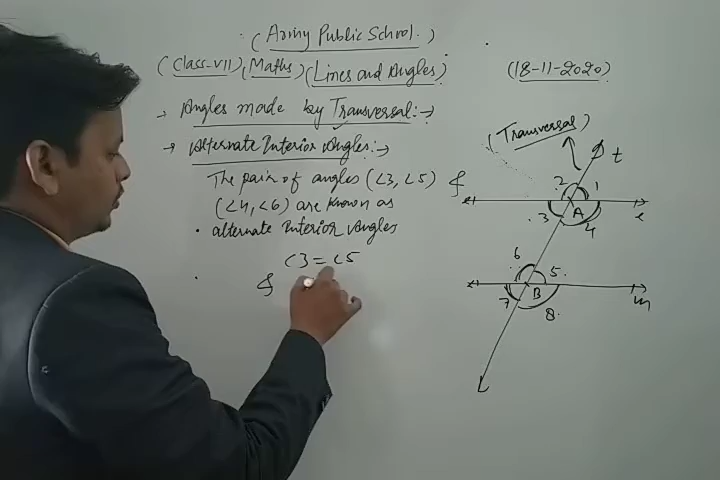 (Army Public School.)
(Class-VII) (Maths) (Lines and Angles)
(18-11-2020)
→ Angles made by Transversal:→
→ Alternate Interior Angles:→
The pair of angles (∠3, ∠5) &
(∠4, ∠6) are known as
• alternate Interior Angles
∠3 = ∠5
&
(Transversal)
t
2 1
A
3 4
l
6 5
B
7 8
m